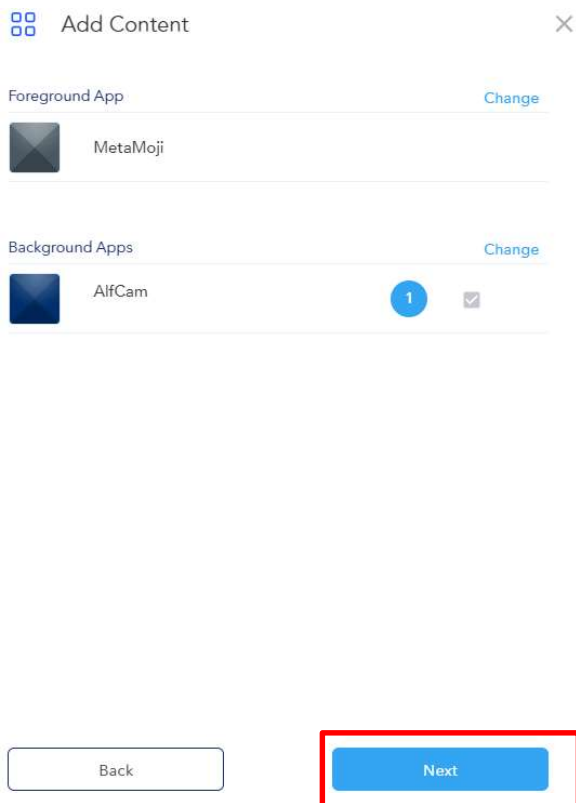 Add Content
Foreground App
Change
MetaMoji
Background Apps
Change
AlfCam
1
Back
Next